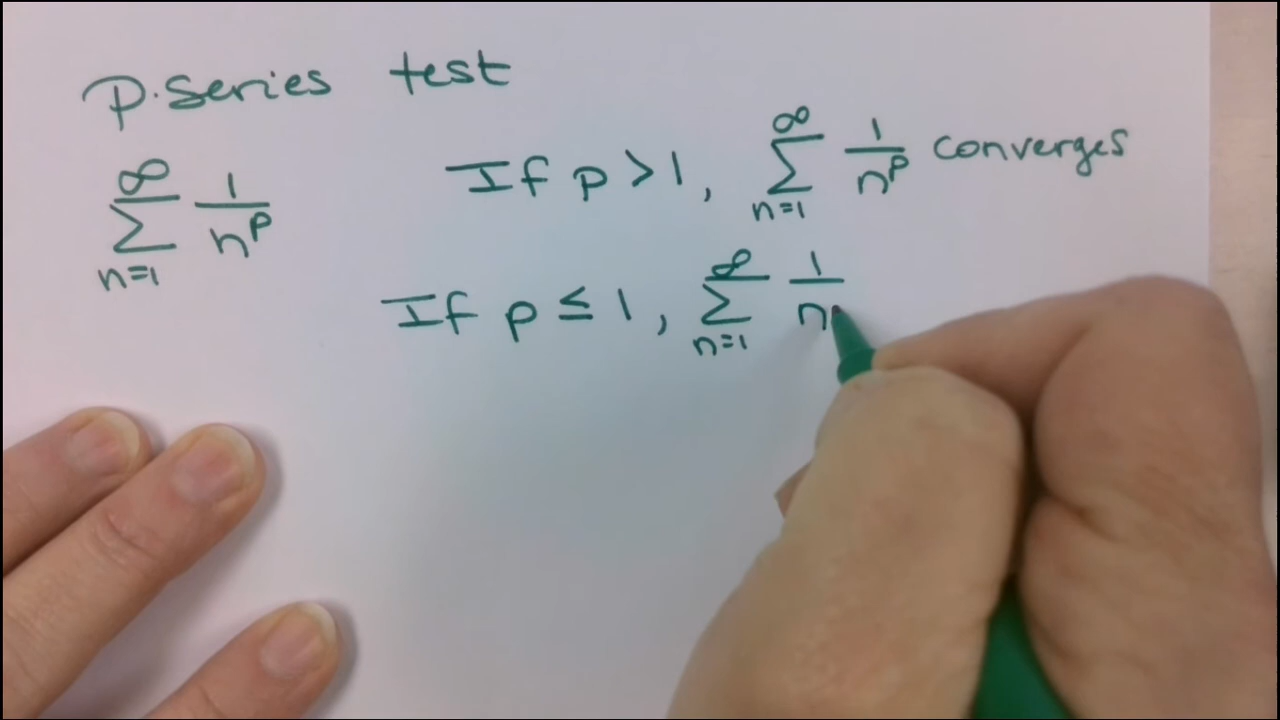 P-Series test
∞
∑ 1/n^p
n=1
If p > 1, ∞∑n=1 1/n^p converges
If p ≤ 1, ∞∑n=1 1/n